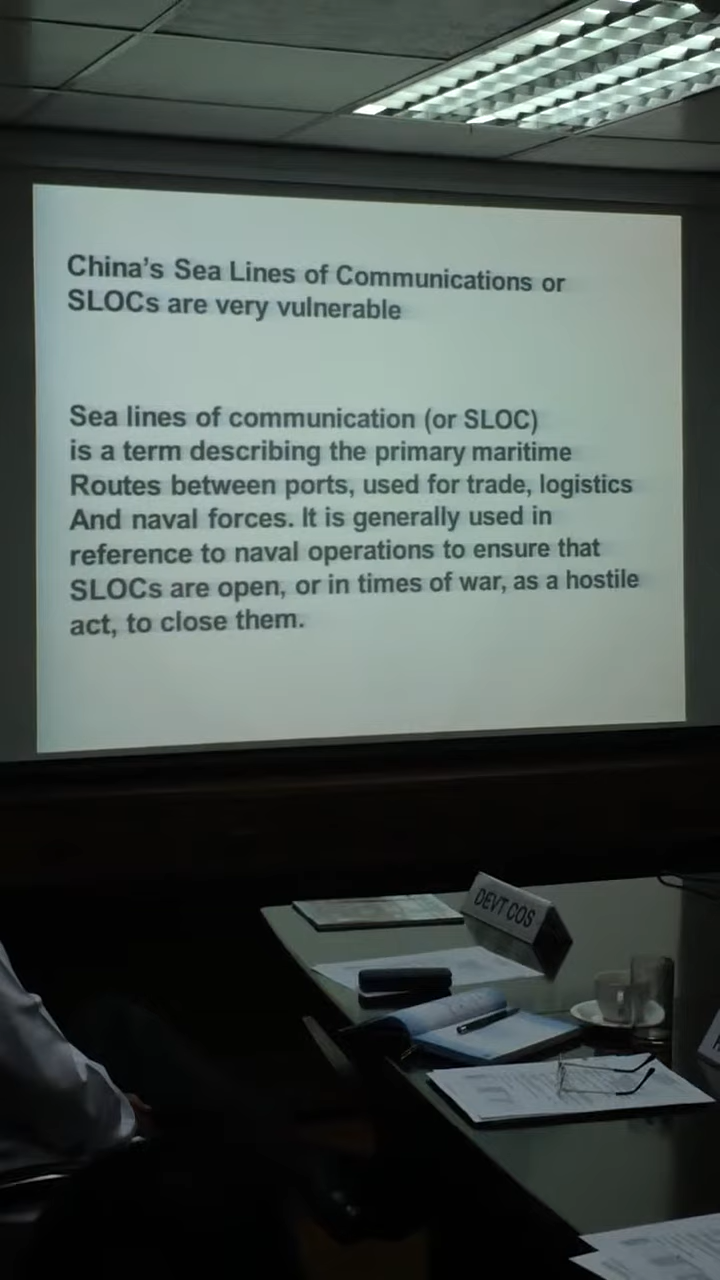 China's Sea Lines of Communications or
SLOCs are very vulnerable
Sea lines of communication (or SLOC)
is a term describing the primary maritime
Routes between ports, used for trade, logistics
And naval forces. It is generally used in
reference to naval operations to ensure that
SLOCs are open, or in times of war, as a hostile
act, to close them.
DEVT COS